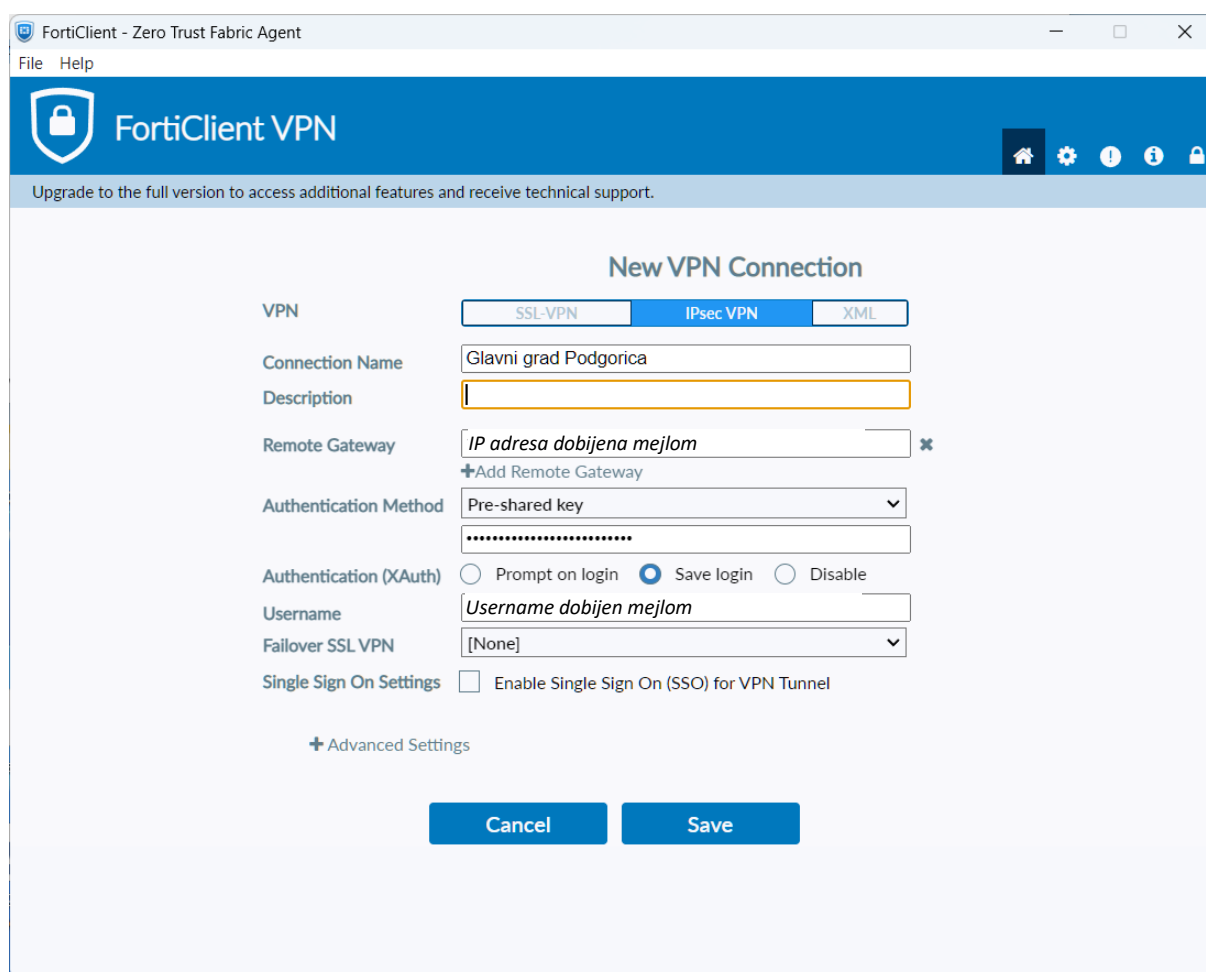 FortiClient - Zero Trust Fabric Agent
File Help
FortiClient VPN
Upgrade to the full version to access additional features and receive technical support.
New VPN Connection
VPN SSL-VPN IPsec VPN XML
Connection Name Glavni grad Podgorica
Description
Remote Gateway IP adresa dobijena mejlom
+Add Remote Gateway
Authentication Method Pre-shared key
••••••••••••••••••••••••••
Authentication (XAuth) Prompt on login Save login Disable
Username Username dobijen mejlom
Failover SSL VPN [None]
Single Sign On Settings Enable Single Sign On (SSO) for VPN Tunnel
+ Advanced Settings
Cancel Save